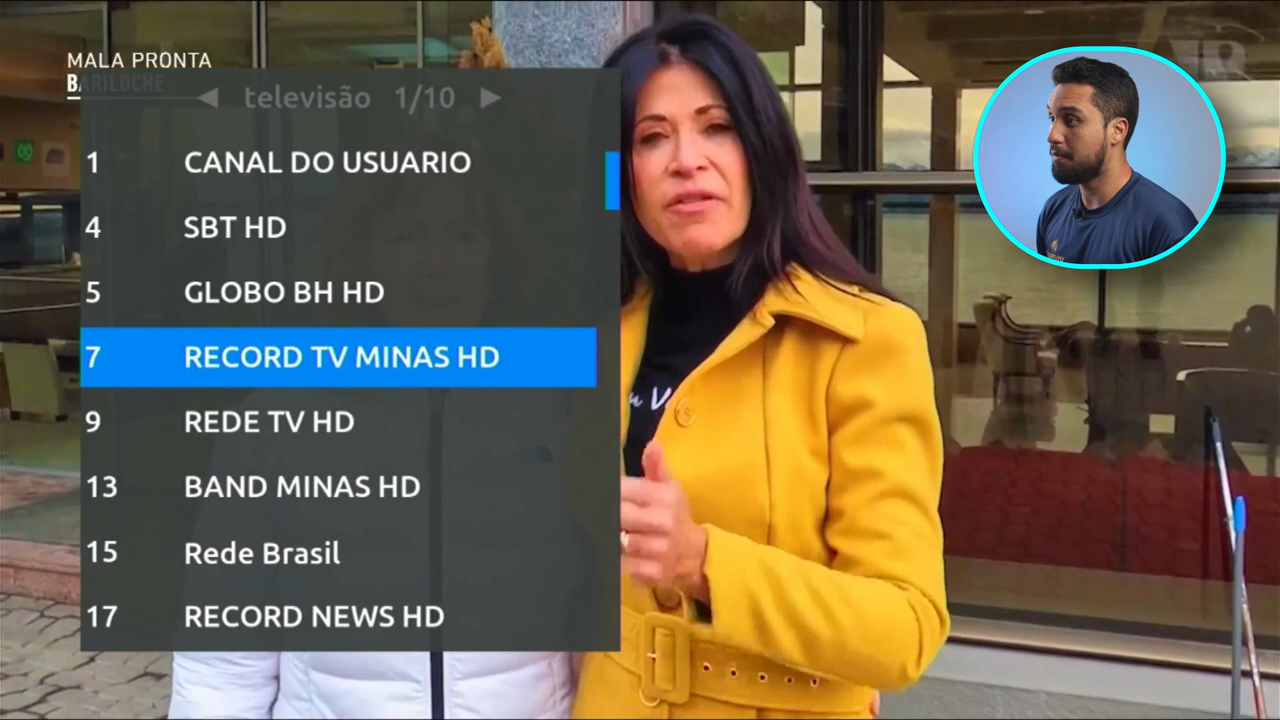 MALA PRONTA
BARILOCHE
televisão 1/10
1 CANAL DO USUARIO
4 SBT HD
5 GLOBO BH HD
7 RECORD TV MINAS HD
9 REDE TV HD
13 BAND MINAS HD
15 Rede Brasil
17 RECORD NEWS HD